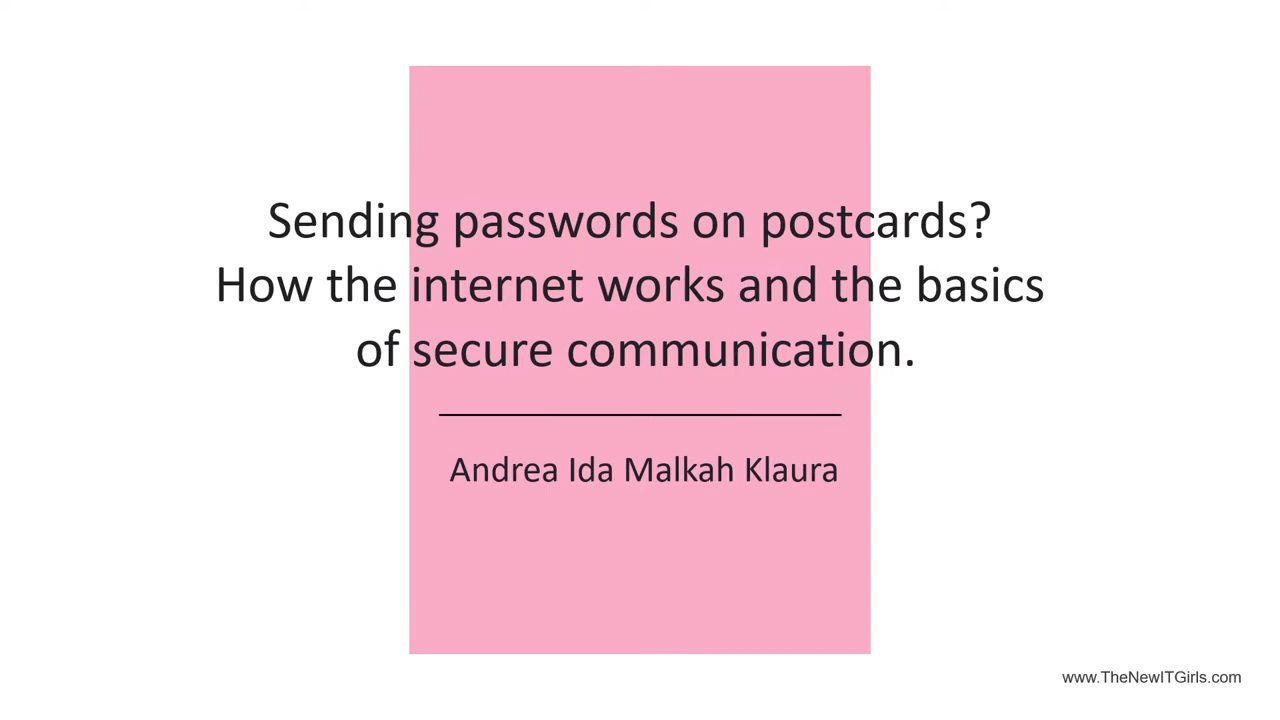 Sending passwords on postcards?
How the internet works and the basics
of secure communication.
Andrea Ida Malkah Klaura
www.TheNewITGirls.com